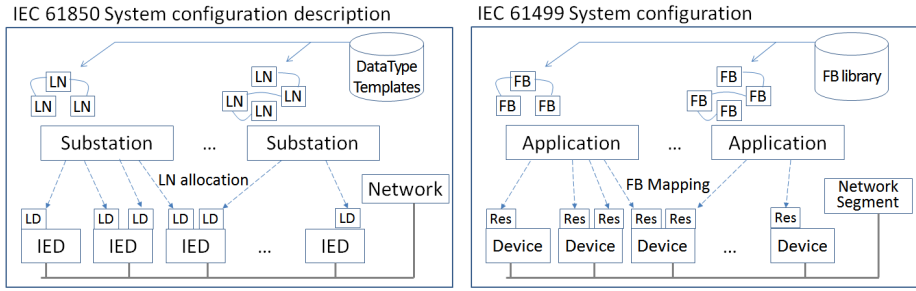 IEC 61850 System configuration description
LN
LN
LN
LN
LN
LN
LN
DataType
Templates
Substation
...
Substation
LN allocation
Network
LD
LD
LD
LD
LD
LD
IED
IED
IED
...
IED
IEC 61499 System configuration
FB
FB
FB
FB
FB
FB
FB
FB library
Application
...
Application
FB Mapping
Network
Segment
Res
Res
Res
Res
Res
Res
Device
Device
Device
...
Device